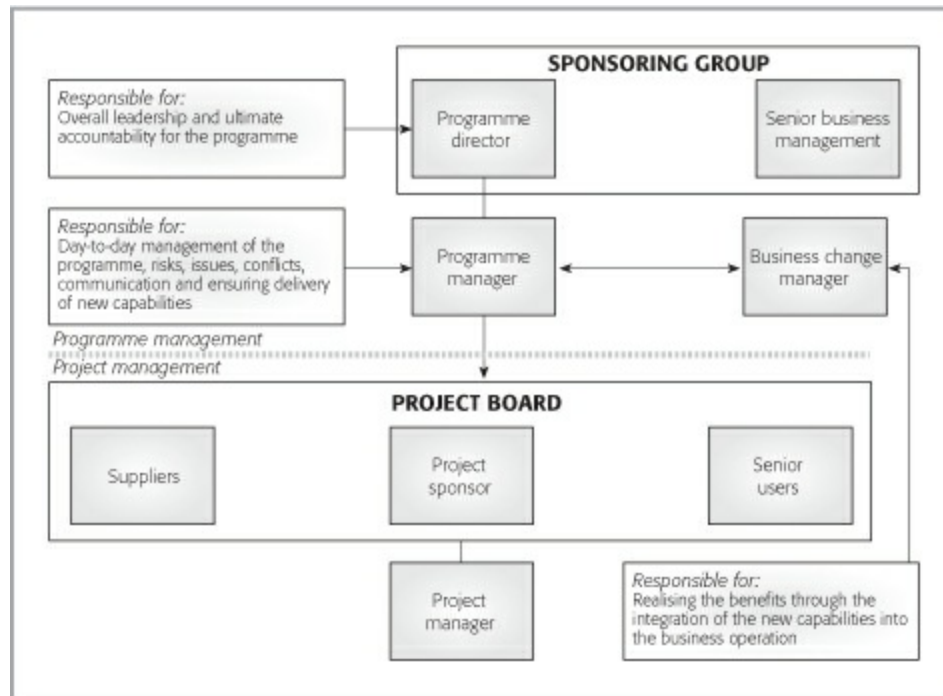 SPONSORING GROUP
Responsible for:
Overall leadership and ultimate
accountability for the programme
Programme
director
Senior business
management
Responsible for:
Day-to-day management of the
programme, risks, issues, conflicts,
communication and ensuring delivery
of new capabilities
Programme
manager
Business change
manager
Programme management
Project management
PROJECT BOARD
Suppliers
Project
sponsor
Senior
users
Project
manager
Responsible for:
Realising the benefits through the
integration of the new capabilities into
the business operation